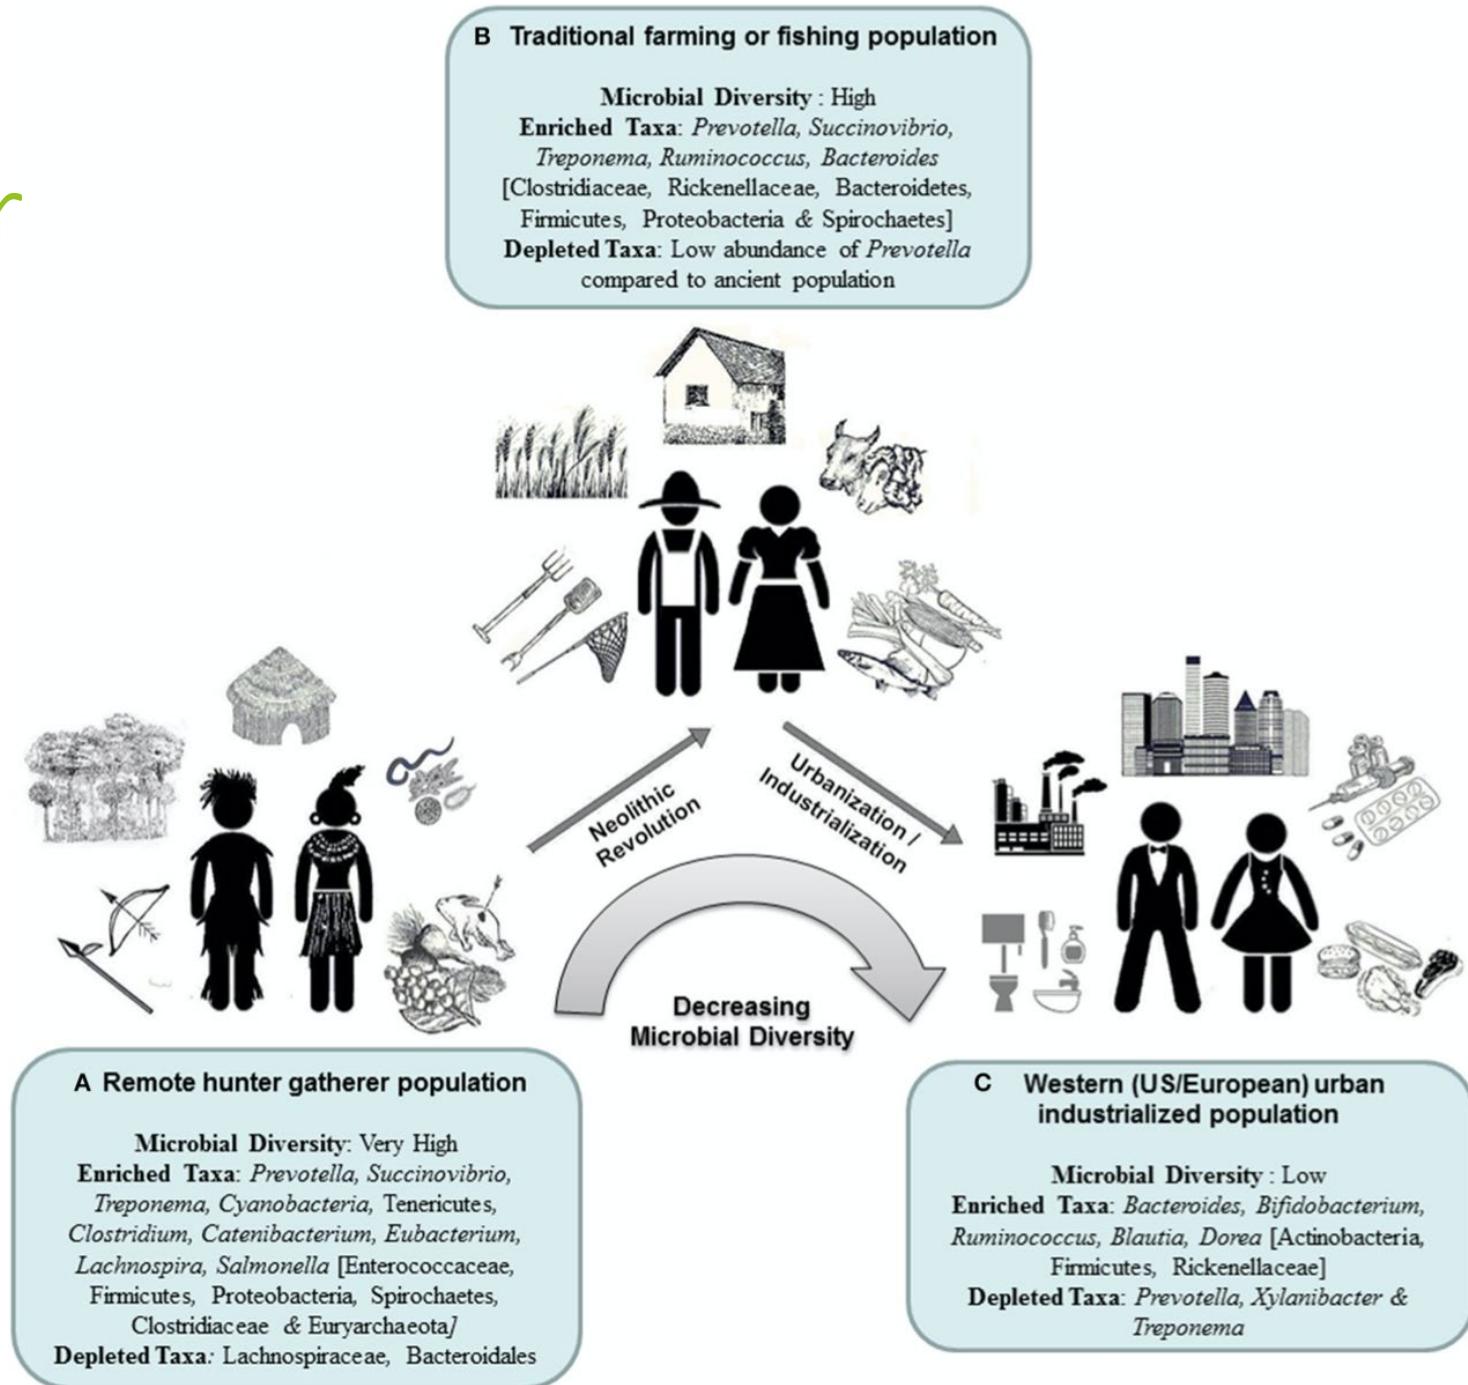 B Traditional farming or fishing population
Microbial Diversity : High
Enriched Taxa: Prevotella, Succinovibrio,
Treponema, Ruminococcus, Bacteroides
[Clostridiaceae, Rickenellaceae, Bacteroidetes,
Firmicutes, Proteobacteria & Spirochaetes]
Depleted Taxa: Low abundance of Prevotella
compared to ancient population
Neolithic
Revolution
Urbanization /
Industrialization
Decreasing
Microbial Diversity
A Remote hunter gatherer population
Microbial Diversity: Very High
Enriched Taxa: Prevotella, Succinovibrio,
Treponema, Cyanobacteria, Tenericutes,
Clostridium, Catenibacterium, Eubacterium,
Lachnospira, Salmonella [Enterococcaceae,
Firmicutes, Proteobacteria, Spirochaetes,
Clostridiaceae & Euryarchaeota]
Depleted Taxa: Lachnospiraceae, Bacteroidales
C Western (US/European) urban
industrialized population
Microbial Diversity : Low
Enriched Taxa: Bacteroides, Bifidobacterium,
Ruminococcus, Blautia, Dorea [Actinobacteria,
Firmicutes, Rickenellaceae]
Depleted Taxa: Prevotella, Xylanibacter &
Treponema